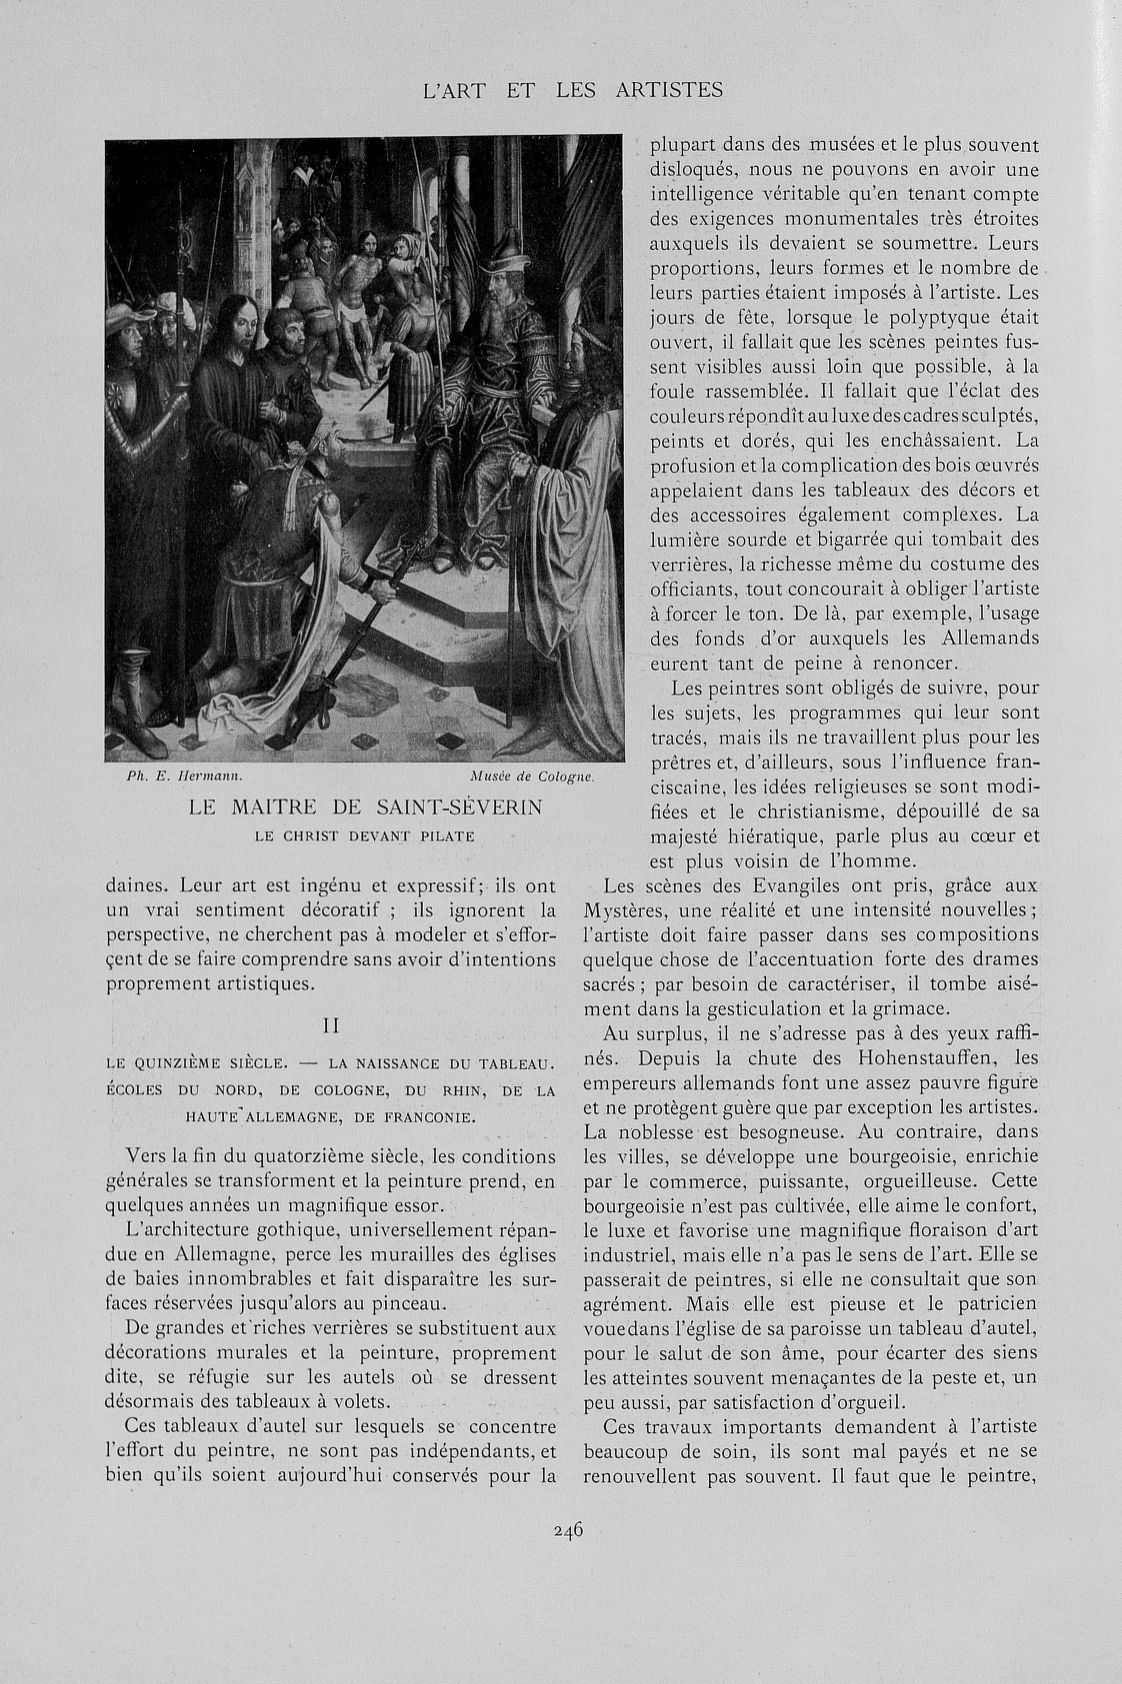 L'ART ET LES ARTISTES
Ph. E. Hermann.
Musée de Cologne.
LE MAITRE DE SAINT-SÉVERIN
LE CHRIST DEVANT PILATE
daines. Leur art est ingénu et expressif; ils ont
un vrai sentiment décoratif ; ils ignorent la
perspective, ne cherchent pas à modeler et s'effor-
çent de se faire comprendre sans avoir d'intentions
proprement artistiques.
II
LE QUINZIÈME SIÈCLE. — LA NAISSANCE DU TABLEAU.
ÉCOLES DU NORD, DE COLOGNE, DU RHIN, DE LA
HAUTE ALLEMAGNE, DE FRANCONIE.
Vers la fin du quatorzième siècle, les conditions
générales se transforment et la peinture prend, en
quelques années un magnifique essor.
L'architecture gothique, universellement répan-
due en Allemagne, perce les murailles des églises
de baies innombrables et fait disparaître les sur-
faces réservées jusqu'alors au pinceau.
De grandes et riches verrières se substituent aux
décorations murales et la peinture, proprement
dite, se réfugie sur les autels où se dressent
désormais des tableaux à volets.
Ces tableaux d'autel sur lesquels se concentre
l'effort du peintre, ne sont pas indépendants, et
bien qu'ils soient aujourd'hui conservés pour la
plupart dans des musées et le plus souvent
disloqués, nous ne pouvons en avoir une
intelligence véritable qu'en tenant compte
des exigences monumentales très étroites
auxquels ils devaient se soumettre. Leurs
proportions, leurs formes et le nombre de
leurs parties étaient imposés à l'artiste. Les
jours de fête, lorsque le polyptyque était
ouvert, il fallait que les scènes peintes fus-
sent visibles aussi loin que possible, à la
foule rassemblée. Il fallait que l'éclat des
couleurs répondît au luxe des cadres sculptés,
peints et dorés, qui les enchâssaient. La
profusion et la complication des bois œuvrés
appelaient dans les tableaux des décors et
des accessoires également complexes. La
lumière sourde et bigarrée qui tombait des
verrières, la richesse même du costume des
officiants, tout concourait à obliger l'artiste
à forcer le ton. De là, par exemple, l'usage
des fonds d'or auxquels les Allemands
eurent tant de peine à renoncer.
Les peintres sont obligés de suivre, pour
les sujets, les programmes qui leur sont
tracés, mais ils ne travaillent plus pour les
prêtres et, d'ailleurs, sous l'influence fran-
ciscaine, les idées religieuses se sont modi-
fiées et le christianisme, dépouillé de sa
majesté hiératique, parle plus au cœur et
est plus voisin de l'homme.
Les scènes des Evangiles ont pris, grâce aux
Mystères, une réalité et une intensité nouvelles ;
l'artiste doit faire passer dans ses compositions
quelque chose de l'accentuation forte des drames
sacrés ; par besoin de caractériser, il tombe aisé-
ment dans la gesticulation et la grimace.
Au surplus, il ne s'adresse pas à des yeux raffi-
nés. Depuis la chute des Hohenstauffen, les
empereurs allemands font une assez pauvre figure
et ne protègent guère que par exception les artistes.
La noblesse est besogneuse. Au contraire, dans
les villes, se développe une bourgeoisie, enrichie
par le commerce, puissante, orgueilleuse. Cette
bourgeoisie n'est pas cultivée, elle aime le confort,
le luxe et favorise une magnifique floraison d'art
industriel, mais elle n'a pas le sens de l'art. Elle se
passerait de peintres, si elle ne consultait que son
agrément. Mais elle est pieuse et le patricien
voue dans l'église de sa paroisse un tableau d'autel,
pour le salut de son âme, pour écarter des siens
les atteintes souvent menaçantes de la peste et, un
peu aussi, par satisfaction d'orgueil.
Ces travaux importants demandent à l'artiste
beaucoup de soin, ils sont mal payés et ne se
renouvellent pas souvent. Il faut que le peintre,
246